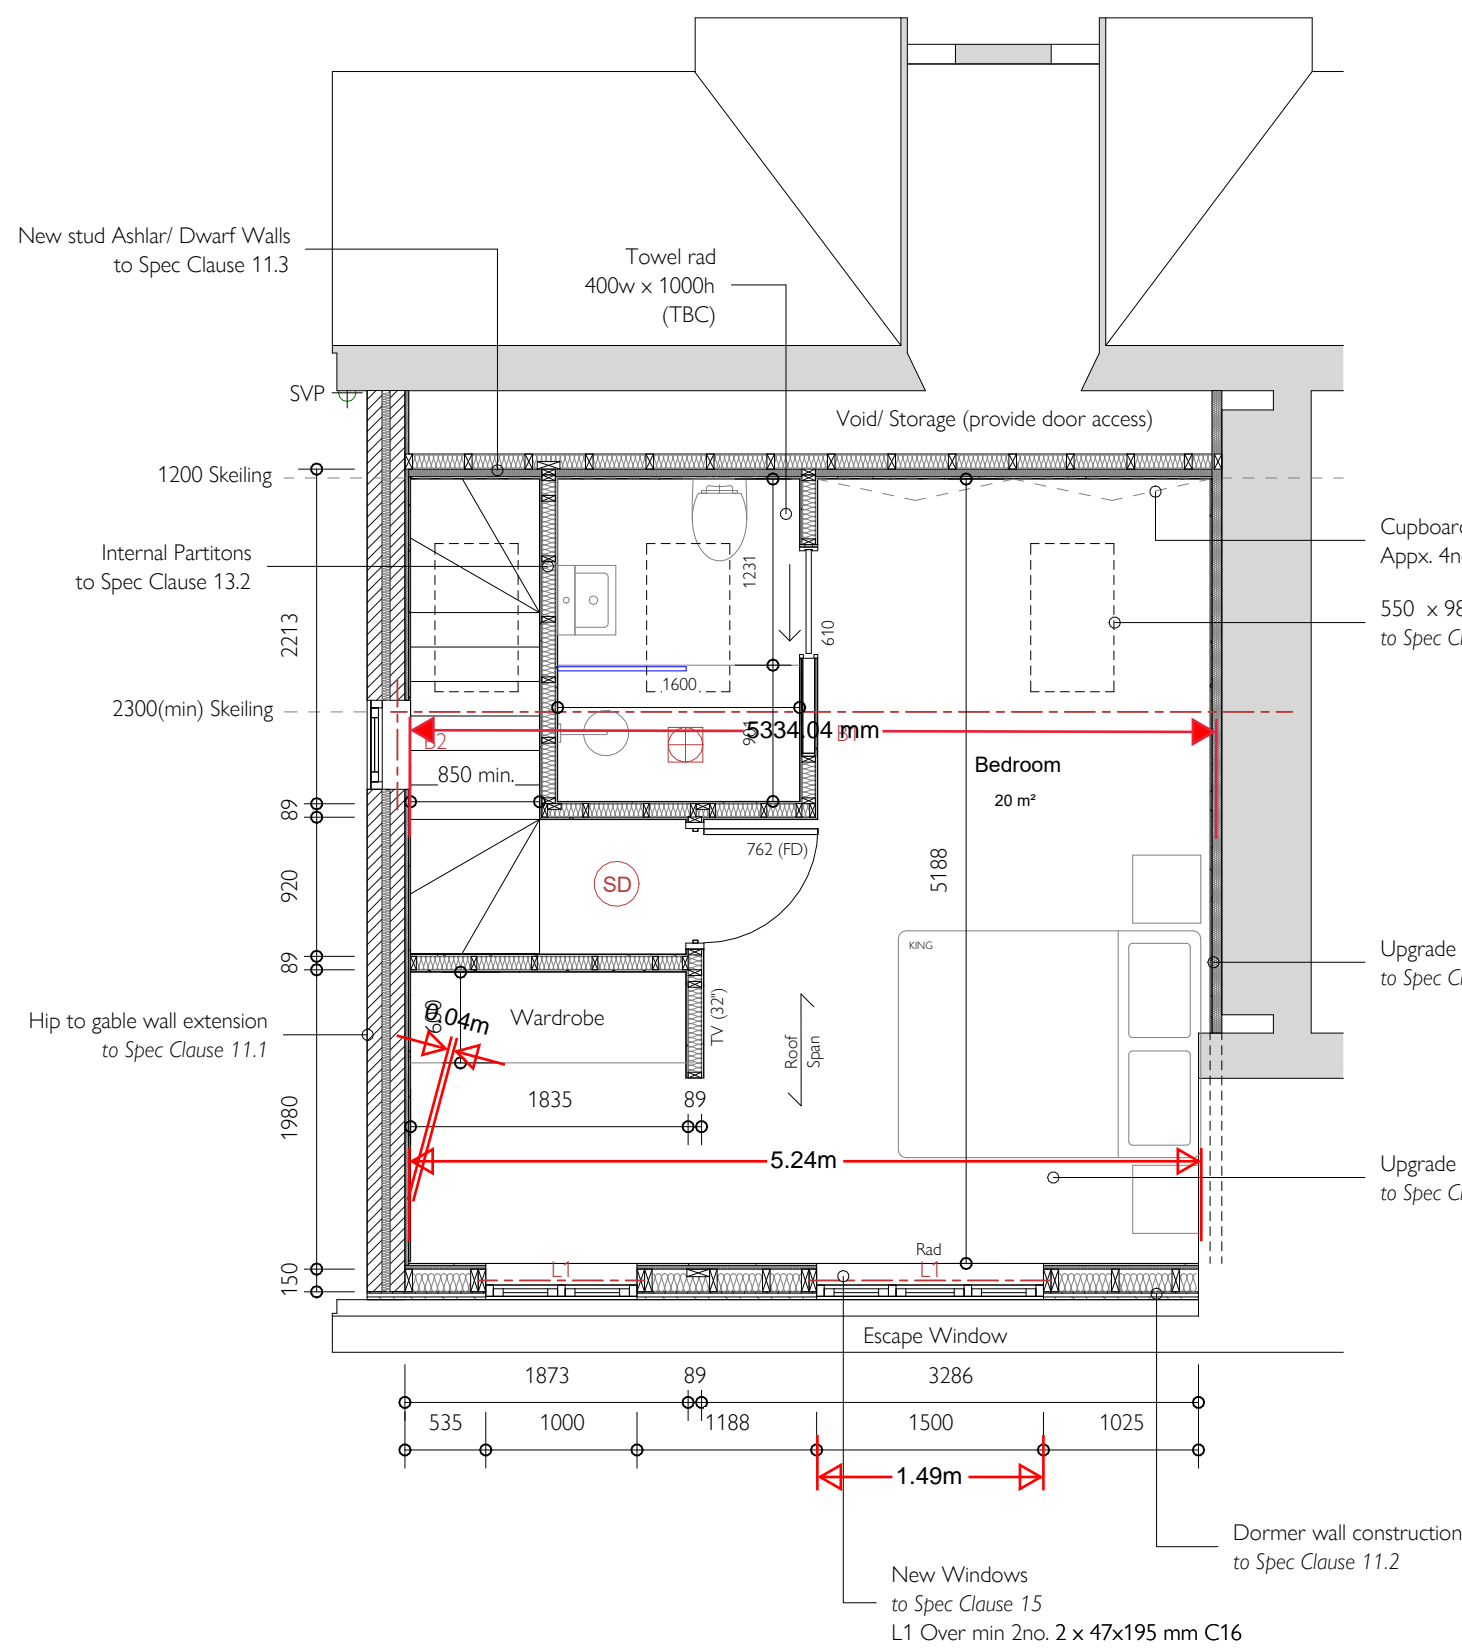 New stud Ashlar/ Dwarf Walls
to Spec Clause 11.3
Towel rad
400w x 1000h
(TBC)
SVP
Void/ Storage (provide door access)
1200 Skeiling
Internal Partitons
to Spec Clause 13.2
Cupboard
Appx. 4n
550 x 98
to Spec Cl
1231
610
2213
1600
2300(min) Skeiling
5334.04 mm
B2
B1
850 min.
Bedroom
20 m²
89
762 (FD)
920
SD
5188
KING
89
Upgrade
to Spec Cl
Hip to gable wall extension
to Spec Clause 11.1
600
0.04m
Wardrobe
TV (32")
Roof
Span
1980
1835
89
5.24m
Upgrade
to Spec Cl
Rad
L1
L1
150
Escape Window
1873
89
3286
535
1000
1188
1500
1025
1.49m
Dormer wall construction
to Spec Clause 11.2
New Windows
to Spec Clause 15
L1 Over min 2no. 2 x 47x195 mm C16